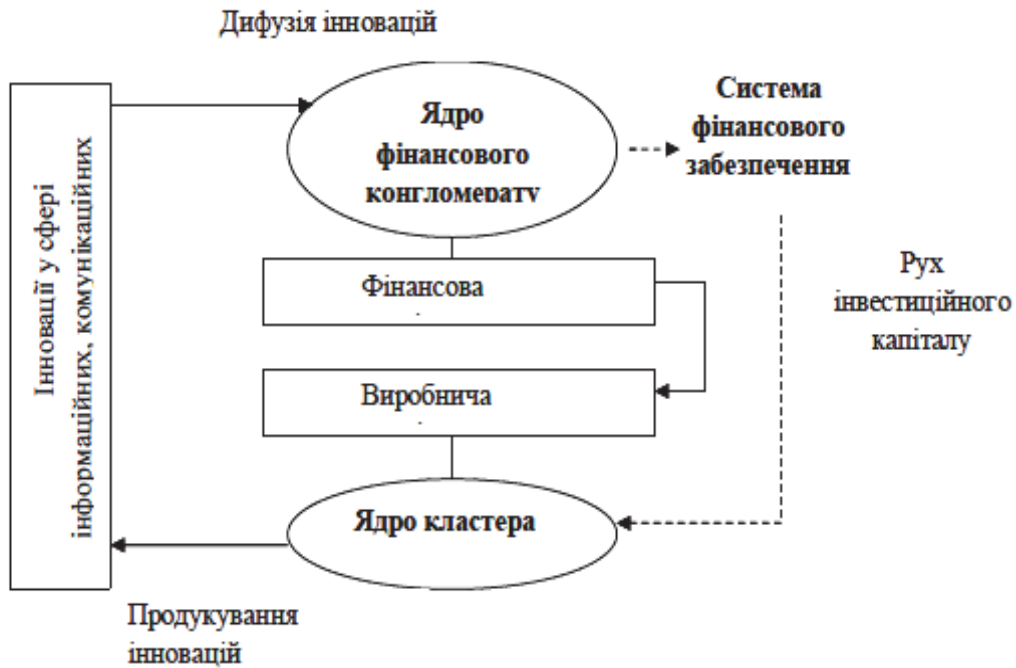 Дифузія інновацій
Інновації у сфері
інформаційних, комунікаційних
Ядро
фінансового
конгломерату
Система
фінансового
забезпечення
Фінансова
Рух
інвестиційного
капіталу
Виробнича
Ядро кластера
Продукування
інновацій